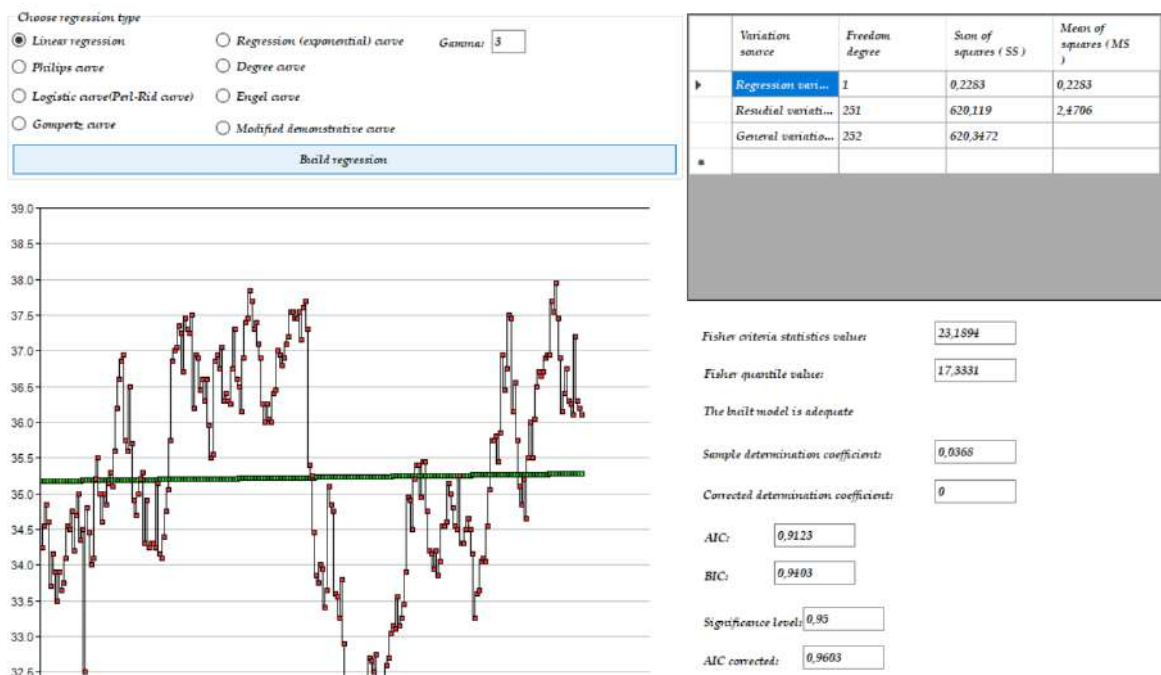 Choose regression type
Linear regression
Regression (exponential) curve
Gamma: 3
Philips curve
Degree curve
Logistic curve(Perl-Rid curve)
Engel curve
Gompertz curve
Modified demonstrative curve
Build regression
Variation source Freedom degree Sum of squares ( SS ) Mean of squares ( MS )
Regression vari... 1 0,2283 0,2283
Resudial variati... 251 620,119 2,4706
General variatio... 252 620,3472
39.0
38.5
38.0
37.5
37.0
36.5
36.0
35.5
35.0
34.5
34.0
33.5
33.0
32.5
Fisher criteria statistics value: 23,1894
Fisher quantile value: 17,3331
The built model is adequate
Sample determination coefficient: 0,0368
Corrected determination coefficient: 0
AIC: 0,9123
BIC: 0,9403
Significance level: 0,95
AIC corrected: 0,9603